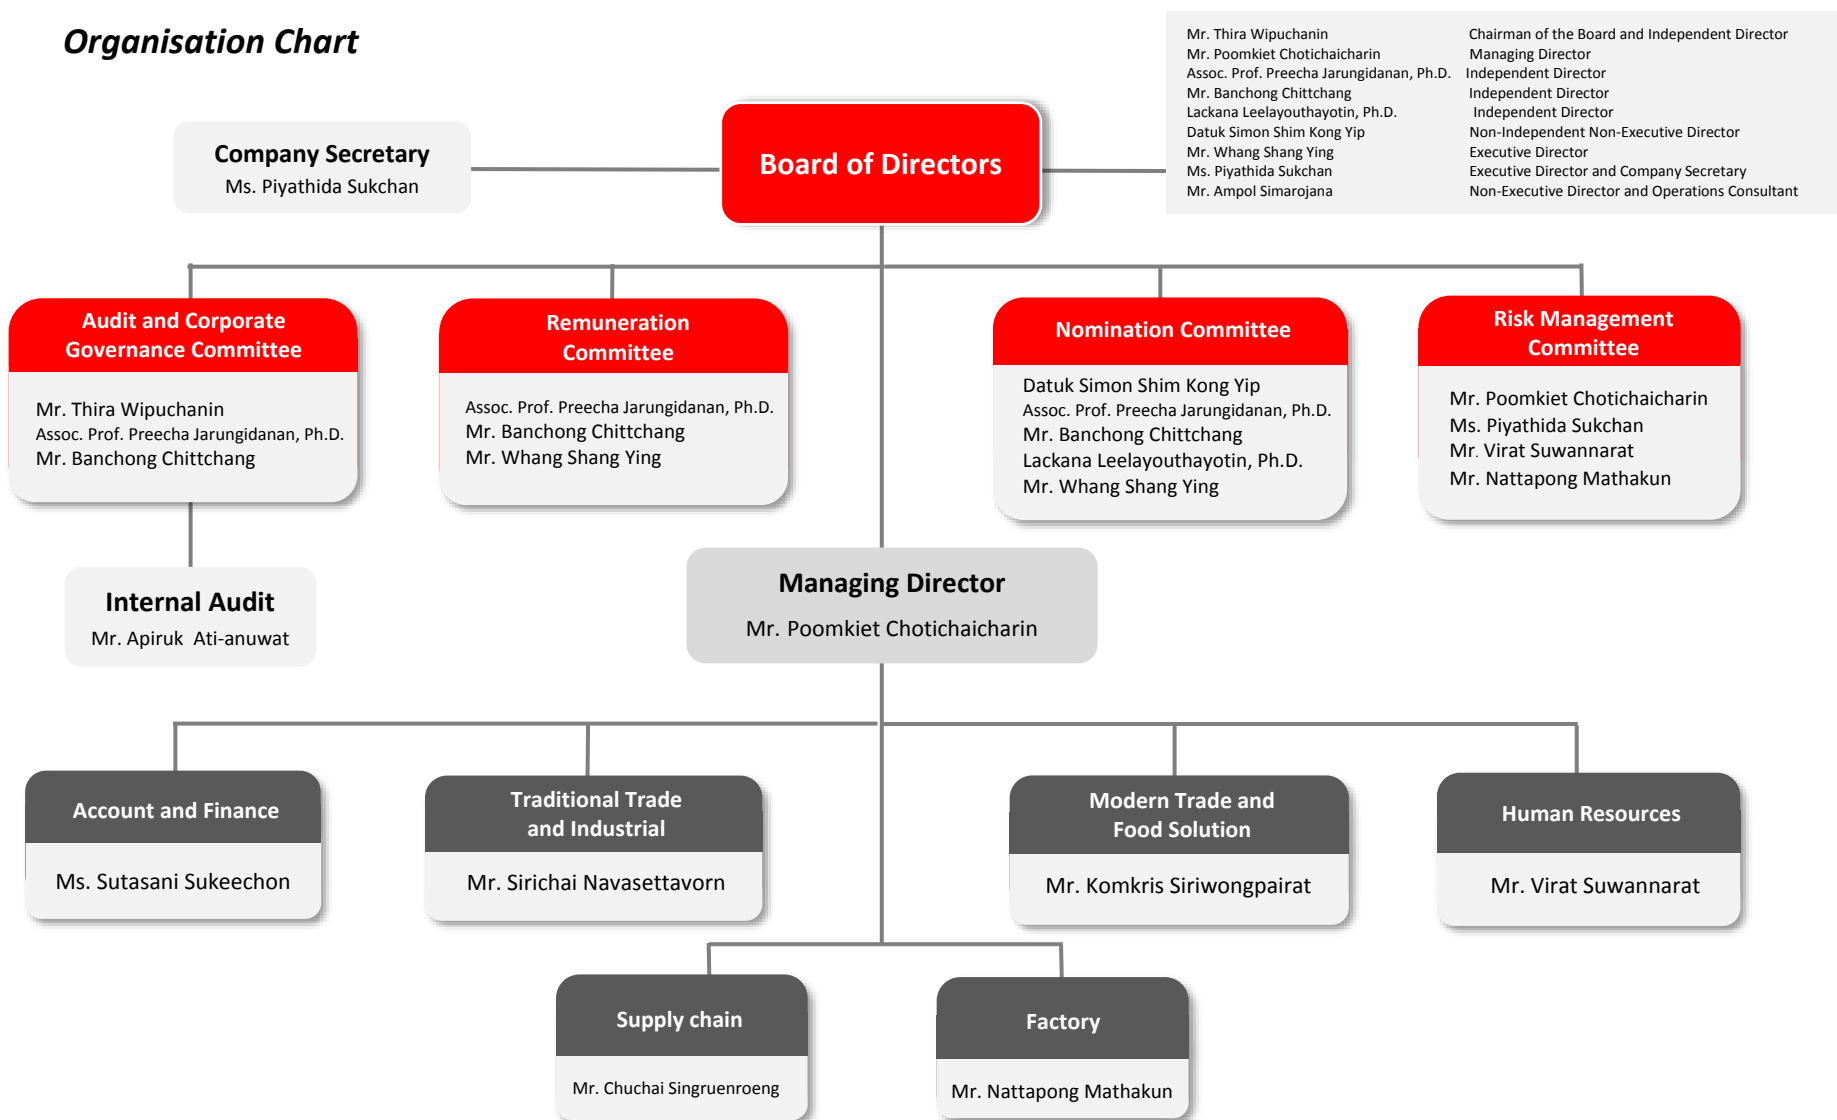 Organisation Chart
Mr. Thira Wipuchanin Chairman of the Board and Independent Director
Mr. Poomkiet Chotichaicharin Managing Director
Assoc. Prof. Preecha Jarungidanan, Ph.D. Independent Director
Mr. Banchong Chittchang Independent Director
Lackana Leelayouthayotin, Ph.D. Independent Director
Datuk Simon Shim Kong Yip Non-Independent Non-Executive Director
Mr. Whang Shang Ying Executive Director
Ms. Piyathida Sukchan Executive Director and Company Secretary
Mr. Ampol Simarojana Non-Executive Director and Operations Consultant
Company Secretary
Ms. Piyathida Sukchan
Board of Directors
Audit and Corporate
Governance Committee
Mr. Thira Wipuchanin
Assoc. Prof. Preecha Jarungidanan, Ph.D.
Mr. Banchong Chittchang
Remuneration
Committee
Assoc. Prof. Preecha Jarungidanan, Ph.D.
Mr. Banchong Chittchang
Mr. Whang Shang Ying
Nomination Committee
Datuk Simon Shim Kong Yip
Assoc. Prof. Preecha Jarungidanan, Ph.D.
Mr. Banchong Chittchang
Lackana Leelayouthayotin, Ph.D.
Mr. Whang Shang Ying
Risk Management
Committee
Mr. Poomkiet Chotichaicharin
Ms. Piyathida Sukchan
Mr. Virat Suwannarat
Mr. Nattapong Mathakun
Internal Audit
Mr. Apiruk Ati-anuwat
Managing Director
Mr. Poomkiet Chotichaicharin
Account and Finance
Ms. Sutasani Sukeechon
Traditional Trade
and Industrial
Mr. Sirichai Navasettavorn
Modern Trade and
Food Solution
Mr. Komkris Siriwongpairat
Human Resources
Mr. Virat Suwannarat
Supply chain
Mr. Chuchai Singruenroeng
Factory
Mr. Nattapong Mathakun